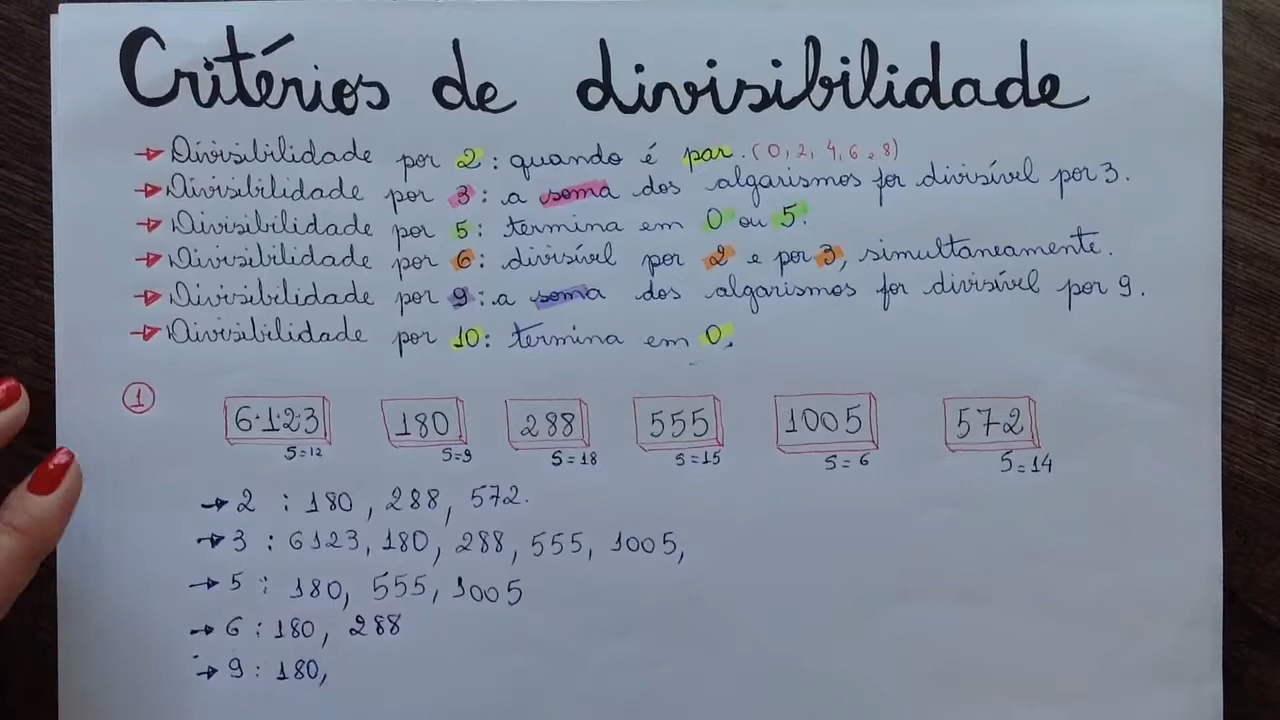 Critérios de divisibilidade
→ Divisibilidade por 2: quando é par. (0, 2, 4, 6, 8)
→ Divisibilidade por 3: a soma dos algarismos for divisível por 3.
→ Divisibilidade por 5: termina em 0 ou 5.
→ Divisibilidade por 6: divisível por 2 e por 3, simultaneamente.
→ Divisibilidade por 9: a soma dos algarismos for divisível por 9.
→ Divisibilidade por 10: termina em 0.
1 6·1·2·3 180 288 555 1005 572
S=12 S=9 S=18 S=15 S=6 S=14
→ 2 : 180, 288, 572.
→ 3 : 6123, 180, 288, 555, 1005,
→ 5 : 180, 555, 1005
→ 6 : 180, 288
→ 9 : 180,